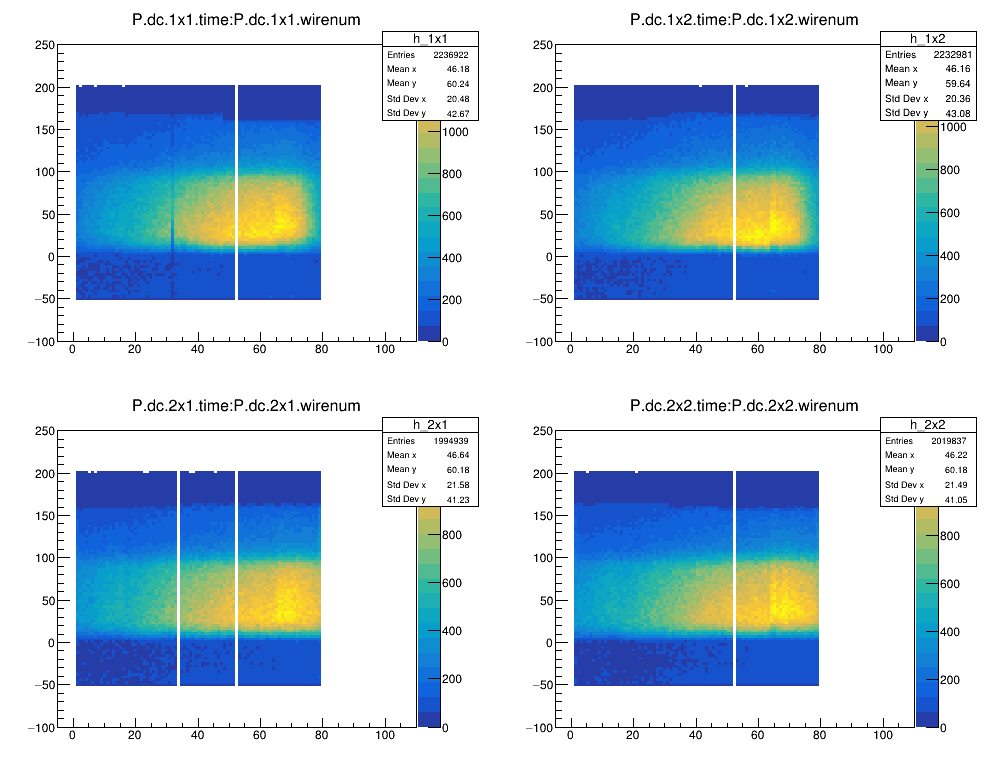 P.dc.1x1.time:P.dc.1x1.wirenum
h_1x1
Entries 2236922
Mean x 46.18
Mean y 60.24
Std Dev x 20.48
Std Dev y 42.67
250
200
150
100
50
0
−50
−100
0 20 40 60 80 100
1000
800
600
400
200
0
P.dc.1x2.time:P.dc.1x2.wirenum
h_1x2
Entries 2232981
Mean x 46.16
Mean y 59.64
Std Dev x 20.36
Std Dev y 43.08
250
200
150
100
50
0
−50
−100
0 20 40 60 80 100
1000
800
600
400
200
0
P.dc.2x1.time:P.dc.2x1.wirenum
h_2x1
Entries 1994939
Mean x 46.64
Mean y 60.18
Std Dev x 21.58
Std Dev y 41.23
250
200
150
100
50
0
−50
−100
0 20 40 60 80 100
800
600
400
200
0
P.dc.2x2.time:P.dc.2x2.wirenum
h_2x2
Entries 2019837
Mean x 46.22
Mean y 60.18
Std Dev x 21.49
Std Dev y 41.05
250
200
150
100
50
0
−50
−100
0 20 40 60 80 100
800
600
400
200
0